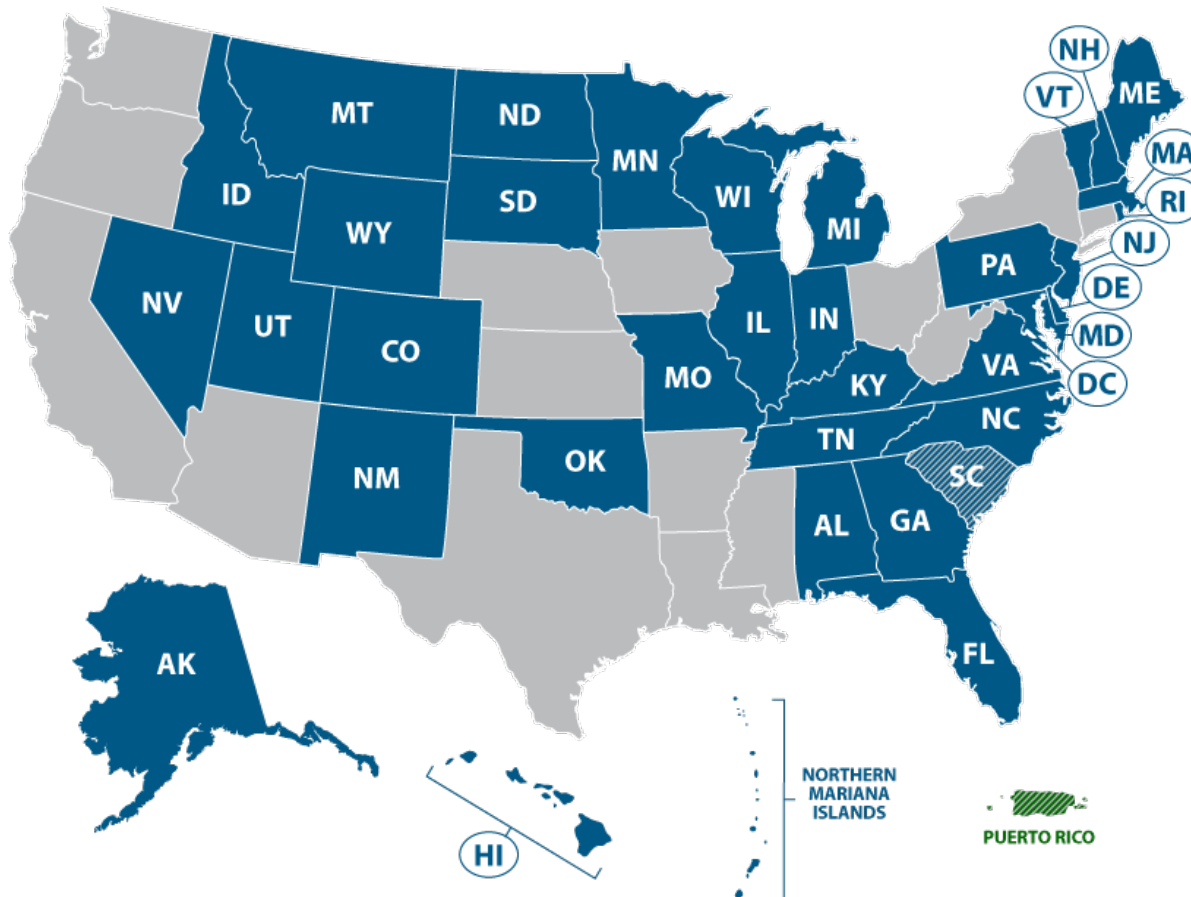 NH
VT
ME
MT
ND
MN
MA
ID
SD
WI
RI
MI
WY
NJ
PA
NV
DE
UT
IL
IN
CO
MD
VA
MO
KY
DC
NC
TN
OK
NM
SC
AL
GA
FL
AK
NORTHERN
MARIANA
ISLANDS
PUERTO RICO
HI